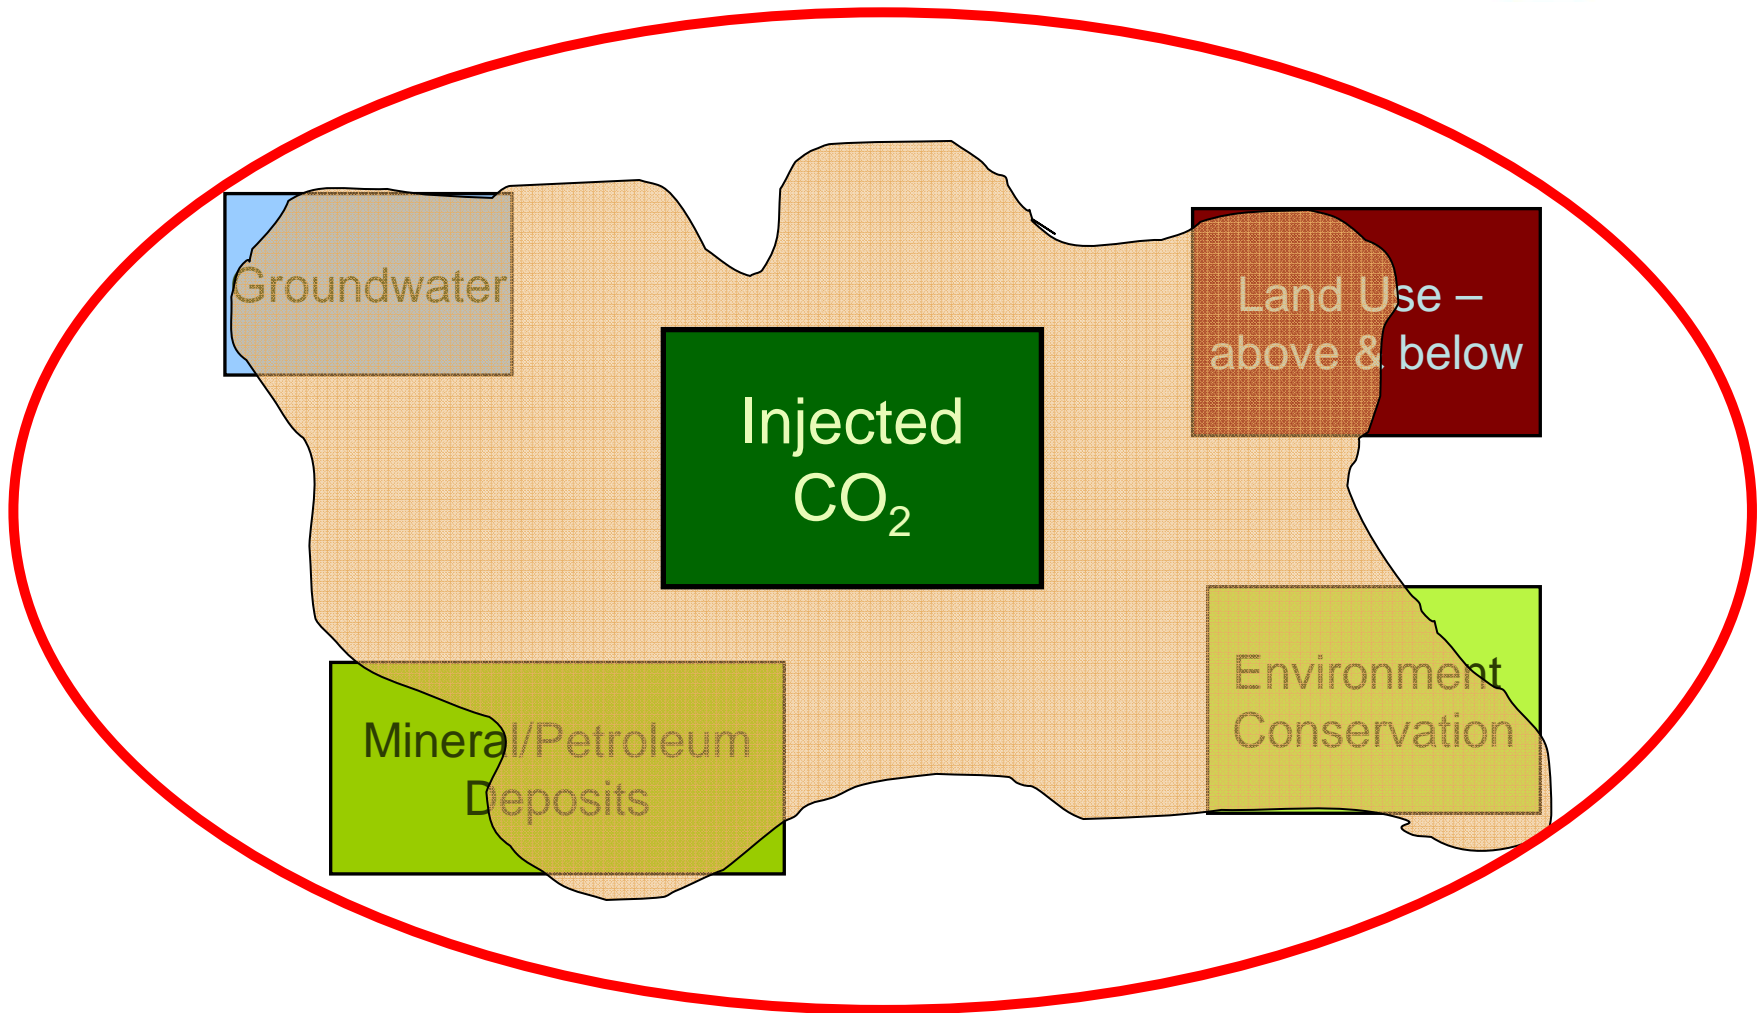 Groundwater
Land Use –
above & below
Injected
CO₂
Environment
Conservation
Mineral/Petroleum
Deposits